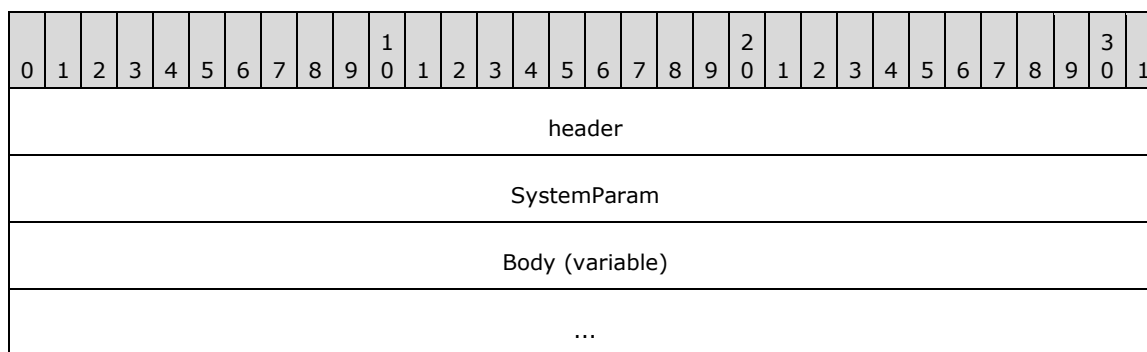 1 2 3
0 1 2 3 4 5 6 7 8 9 0 1 2 3 4 5 6 7 8 9 0 1 2 3 4 5 6 7 8 9 0 1
header
SystemParam
Body (variable)
...